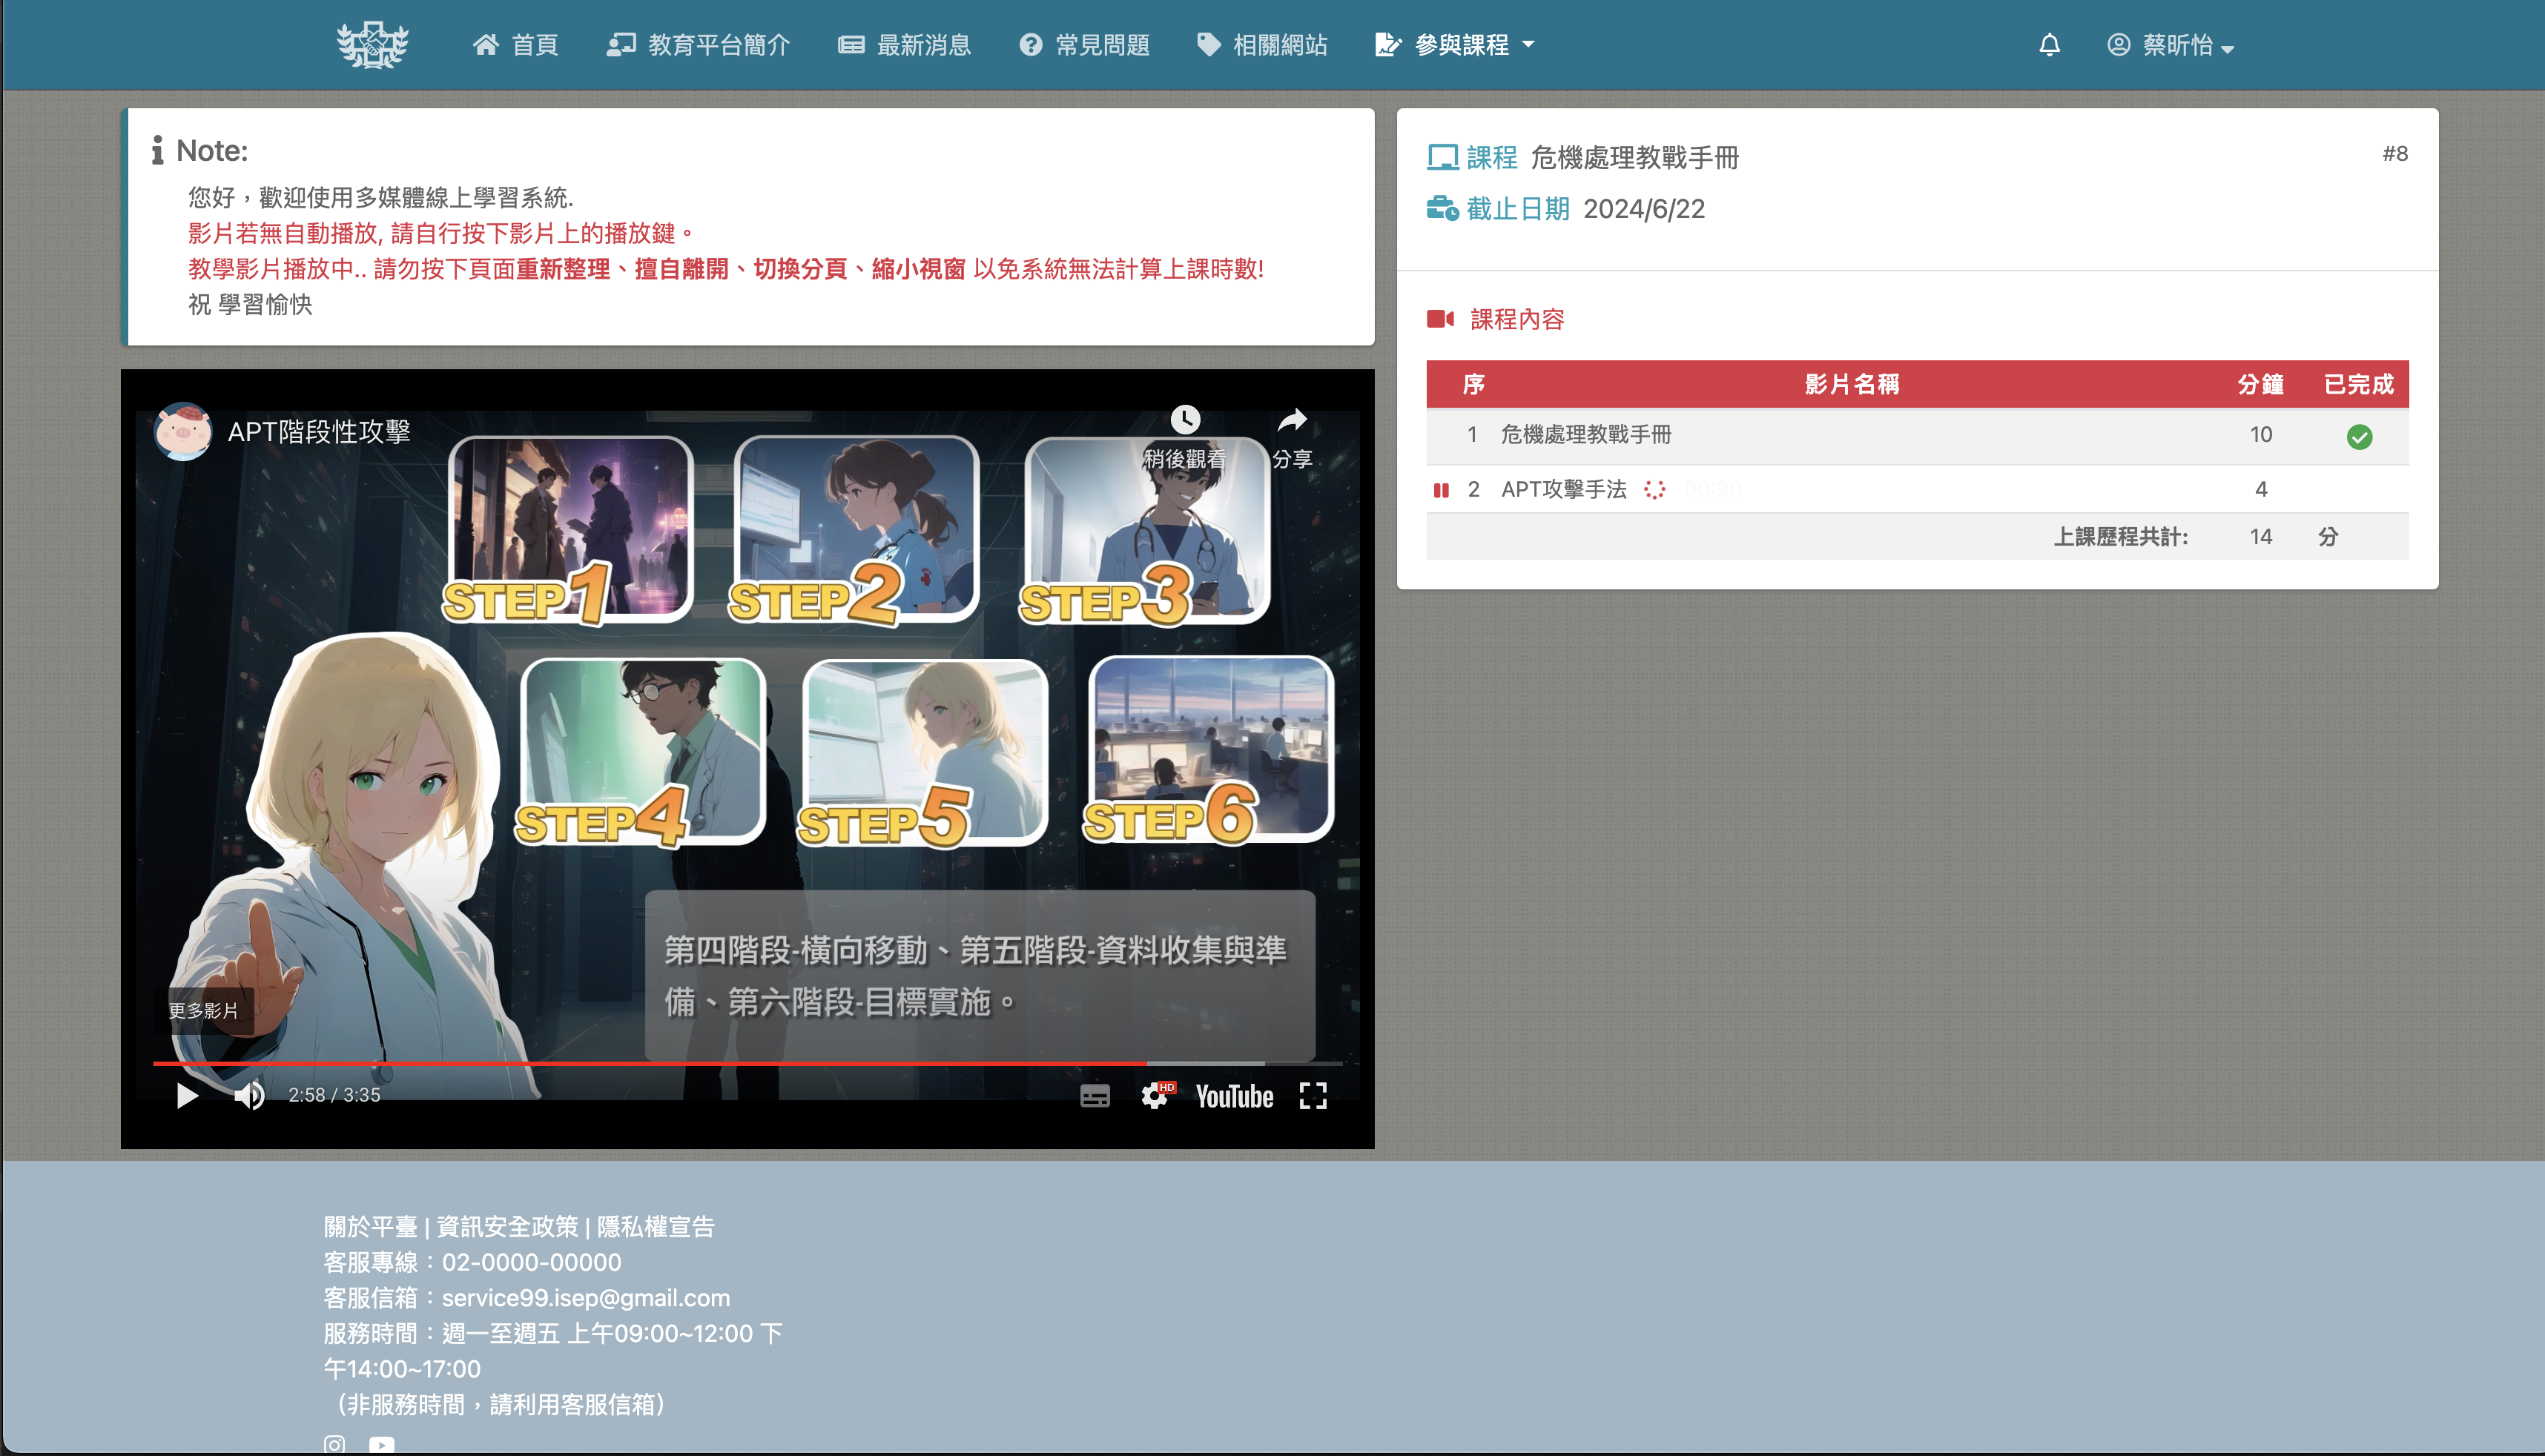 首頁
教育平台簡介
最新消息
常見問題
相關網站
參與課程
蔡昕怡
Note:
您好，歡迎使用多媒體線上學習系統.
影片若無自動播放, 請自行按下影片上的播放鍵。
教學影片播放中.. 請勿按下頁面重新整理、擅自離開、切換分頁、縮小視窗 以免系統無法計算上課時數!
祝 學習愉快
APT階段性攻擊
稍後觀看
分享
STEP1
STEP2
STEP3
STEP4
STEP5
STEP6
第四階段-橫向移動、第五階段-資料收集與準
備、第六階段-目標實施。
更多影片
2:58 / 3:35
HD
YouTube
課程 危機處理教戰手冊
#8
截止日期 2024/6/22
課程內容
序 影片名稱 分鐘 已完成
1 危機處理教戰手冊 10
2 APT攻擊手法 00:20 4
上課歷程共計: 14 分
關於平臺 | 資訊安全政策 | 隱私權宣告
客服專線：02-0000-00000
客服信箱：service99.isep@gmail.com
服務時間：週一至週五 上午09:00~12:00 下
午14:00~17:00
（非服務時間，請利用客服信箱）